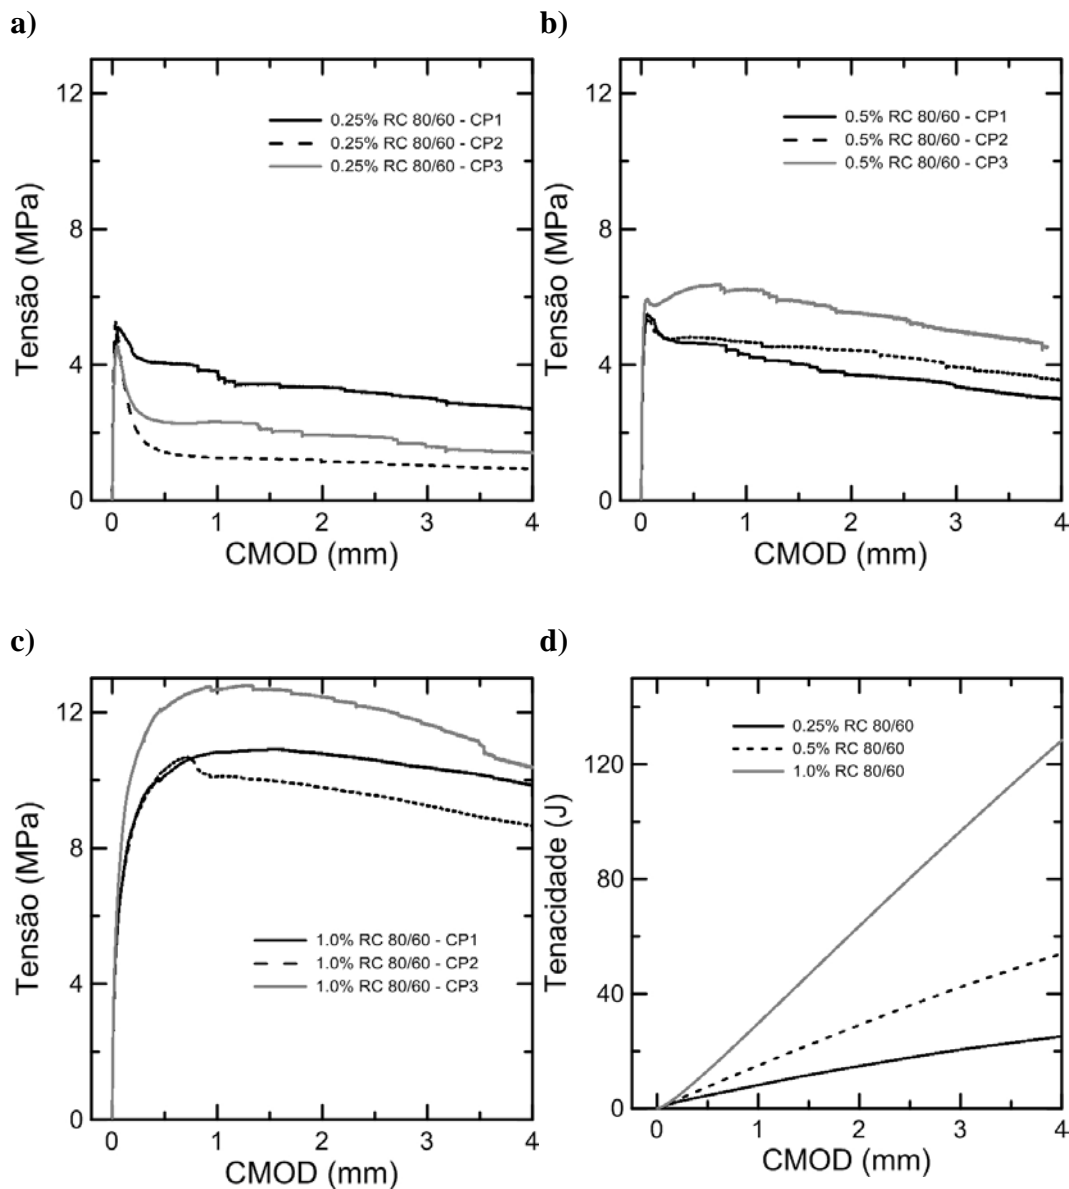 a)
12
8
4
0
0 1 2 3 4
Tensão (MPa)
CMOD (mm)
0.25% RC 80/60 - CP1
0.25% RC 80/60 - CP2
0.25% RC 80/60 - CP3
b)
12
8
4
0
0 1 2 3 4
Tensão (MPa)
CMOD (mm)
0.5% RC 80/60 - CP1
0.5% RC 80/60 - CP2
0.5% RC 80/60 - CP3
c)
12
8
4
0
0 1 2 3 4
Tensão (MPa)
CMOD (mm)
1.0% RC 80/60 - CP1
1.0% RC 80/60 - CP2
1.0% RC 80/60 - CP3
d)
120
80
40
0
0 1 2 3 4
Tenacidade (J)
CMOD (mm)
0.25% RC 80/60
0.5% RC 80/60
1.0% RC 80/60